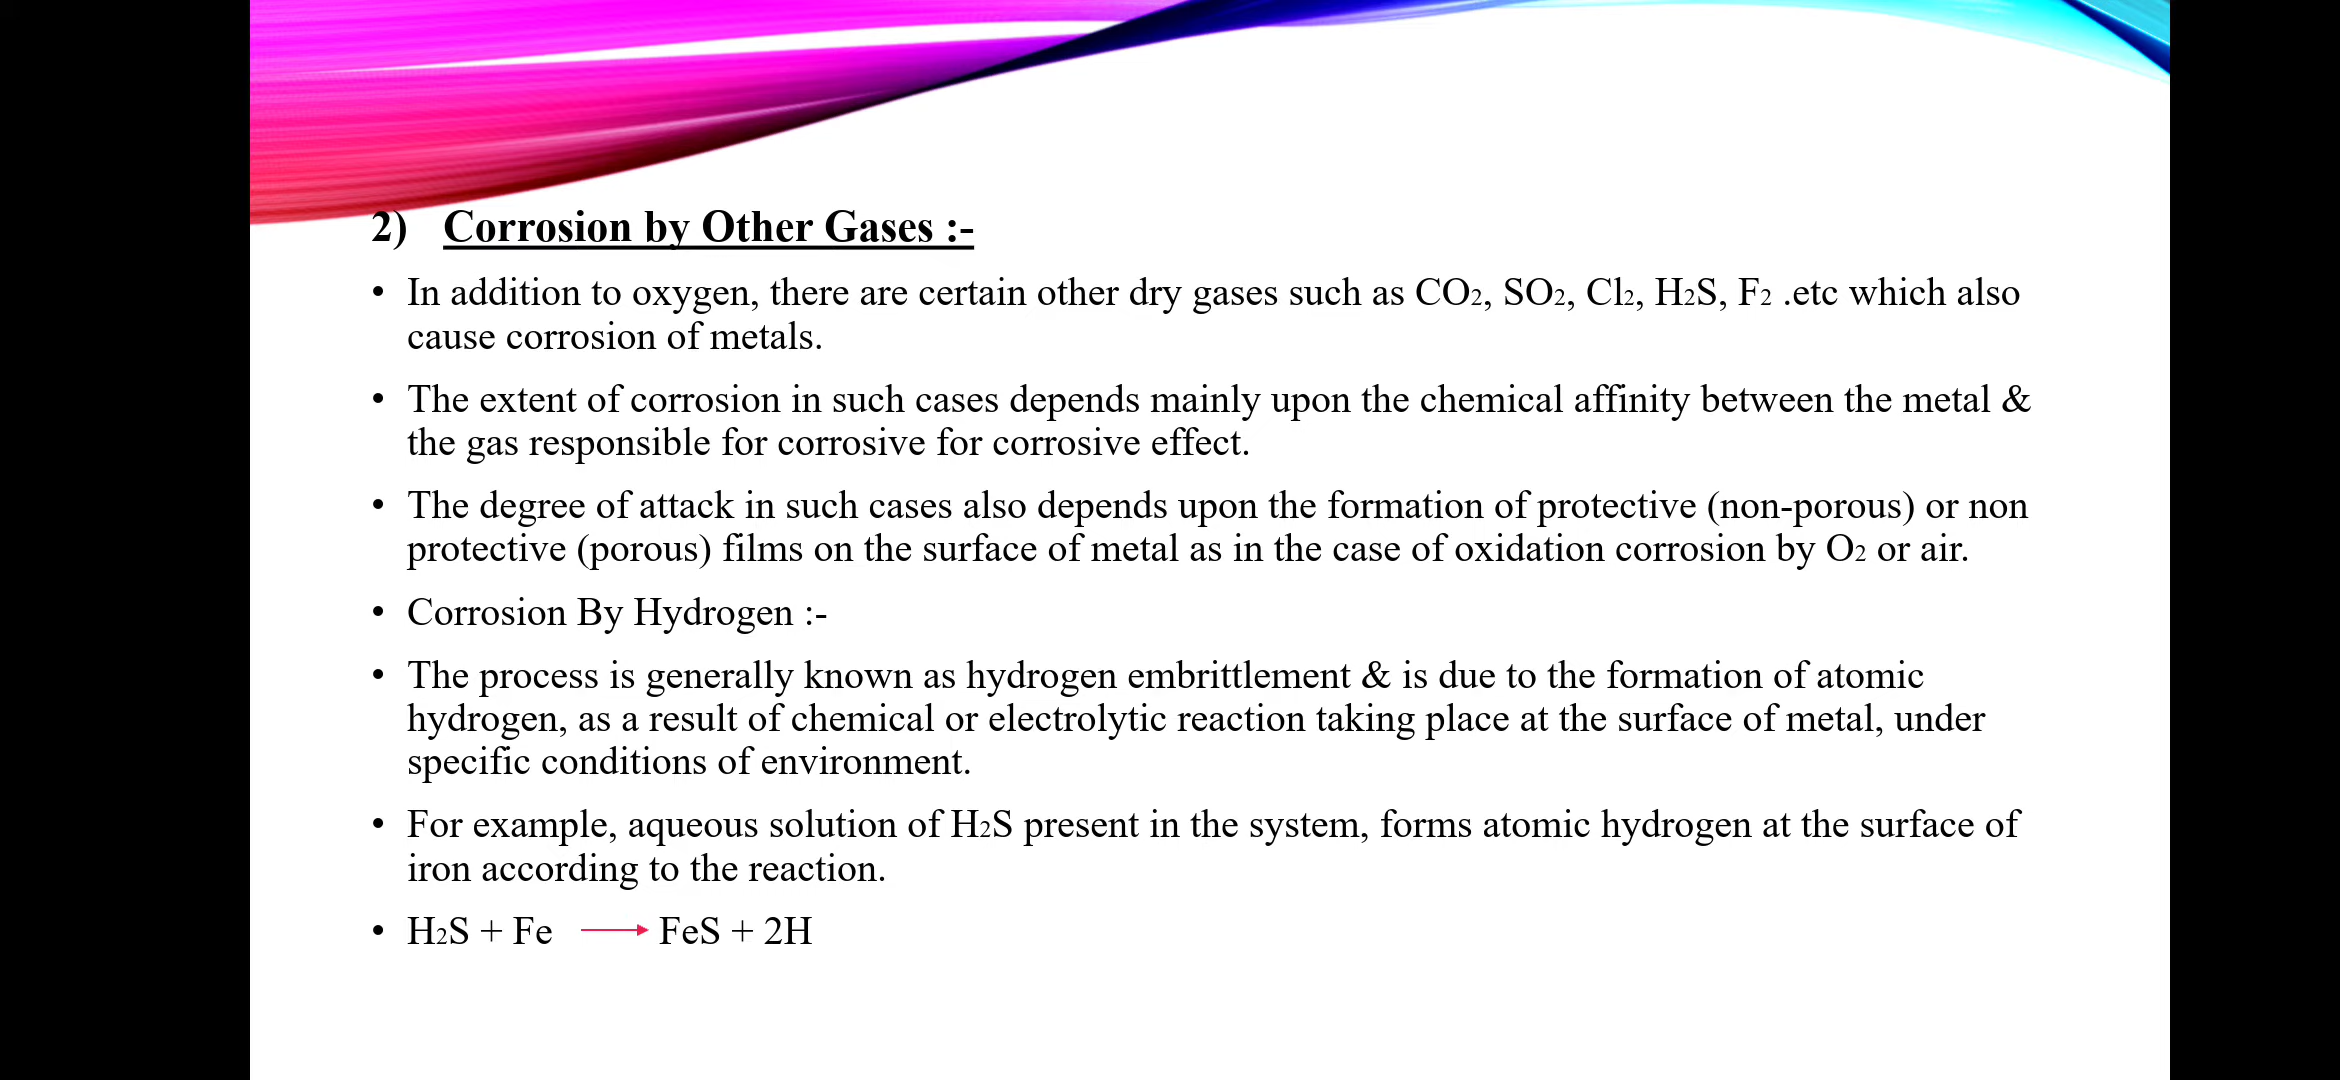 2) Corrosion by Other Gases :-
• In addition to oxygen, there are certain other dry gases such as CO2, SO2, Cl2, H2S, F2 .etc which also
cause corrosion of metals.
• The extent of corrosion in such cases depends mainly upon the chemical affinity between the metal &
the gas responsible for corrosive for corrosive effect.
• The degree of attack in such cases also depends upon the formation of protective (non-porous) or non
protective (porous) films on the surface of metal as in the case of oxidation corrosion by O2 or air.
• Corrosion By Hydrogen :-
• The process is generally known as hydrogen embrittlement & is due to the formation of atomic
hydrogen, as a result of chemical or electrolytic reaction taking place at the surface of metal, under
specific conditions of environment.
• For example, aqueous solution of H2S present in the system, forms atomic hydrogen at the surface of
iron according to the reaction.
• H2S + Fe → FeS + 2H